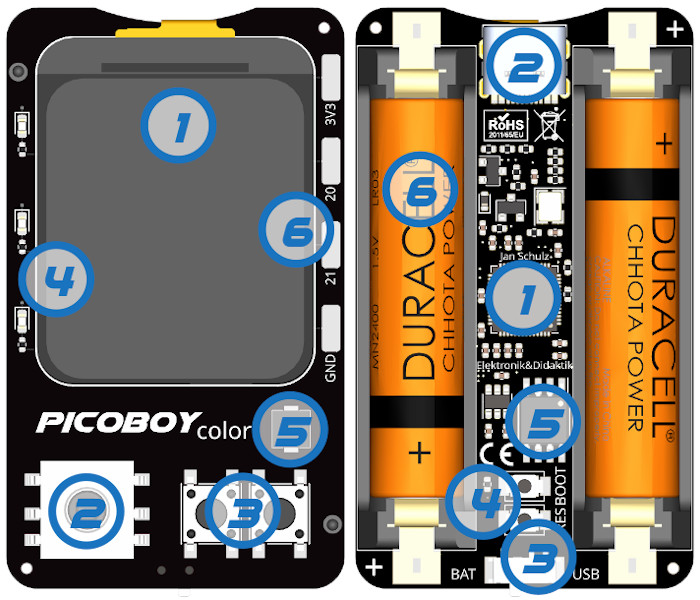 1
3V3
20
6
4
21
GND
PICOBOY color
5
2
3
+
2
RoHS
2011/65/EU
6
DURACELL
CHHOTA POWER
MN2400 1.5V LR03
+
Jan Schulz
1
Elektronik&Didaktik
5
CE
4
RES BOOT
3
BAT
USB
+
+
DURACELL®
CHHOTA POWER